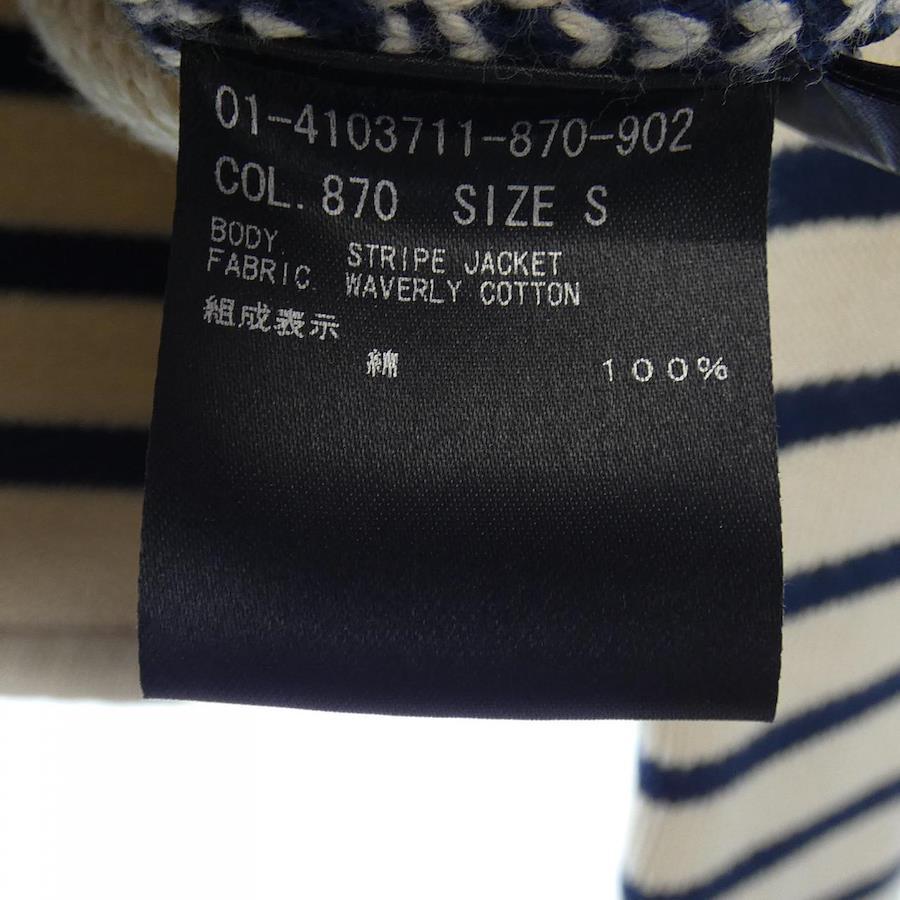 01-4103711-870-902
COL. 870 SIZE S
BODY. STRIPE JACKET
FABRIC. WAVERLY COTTON
組成表示
綿 100%